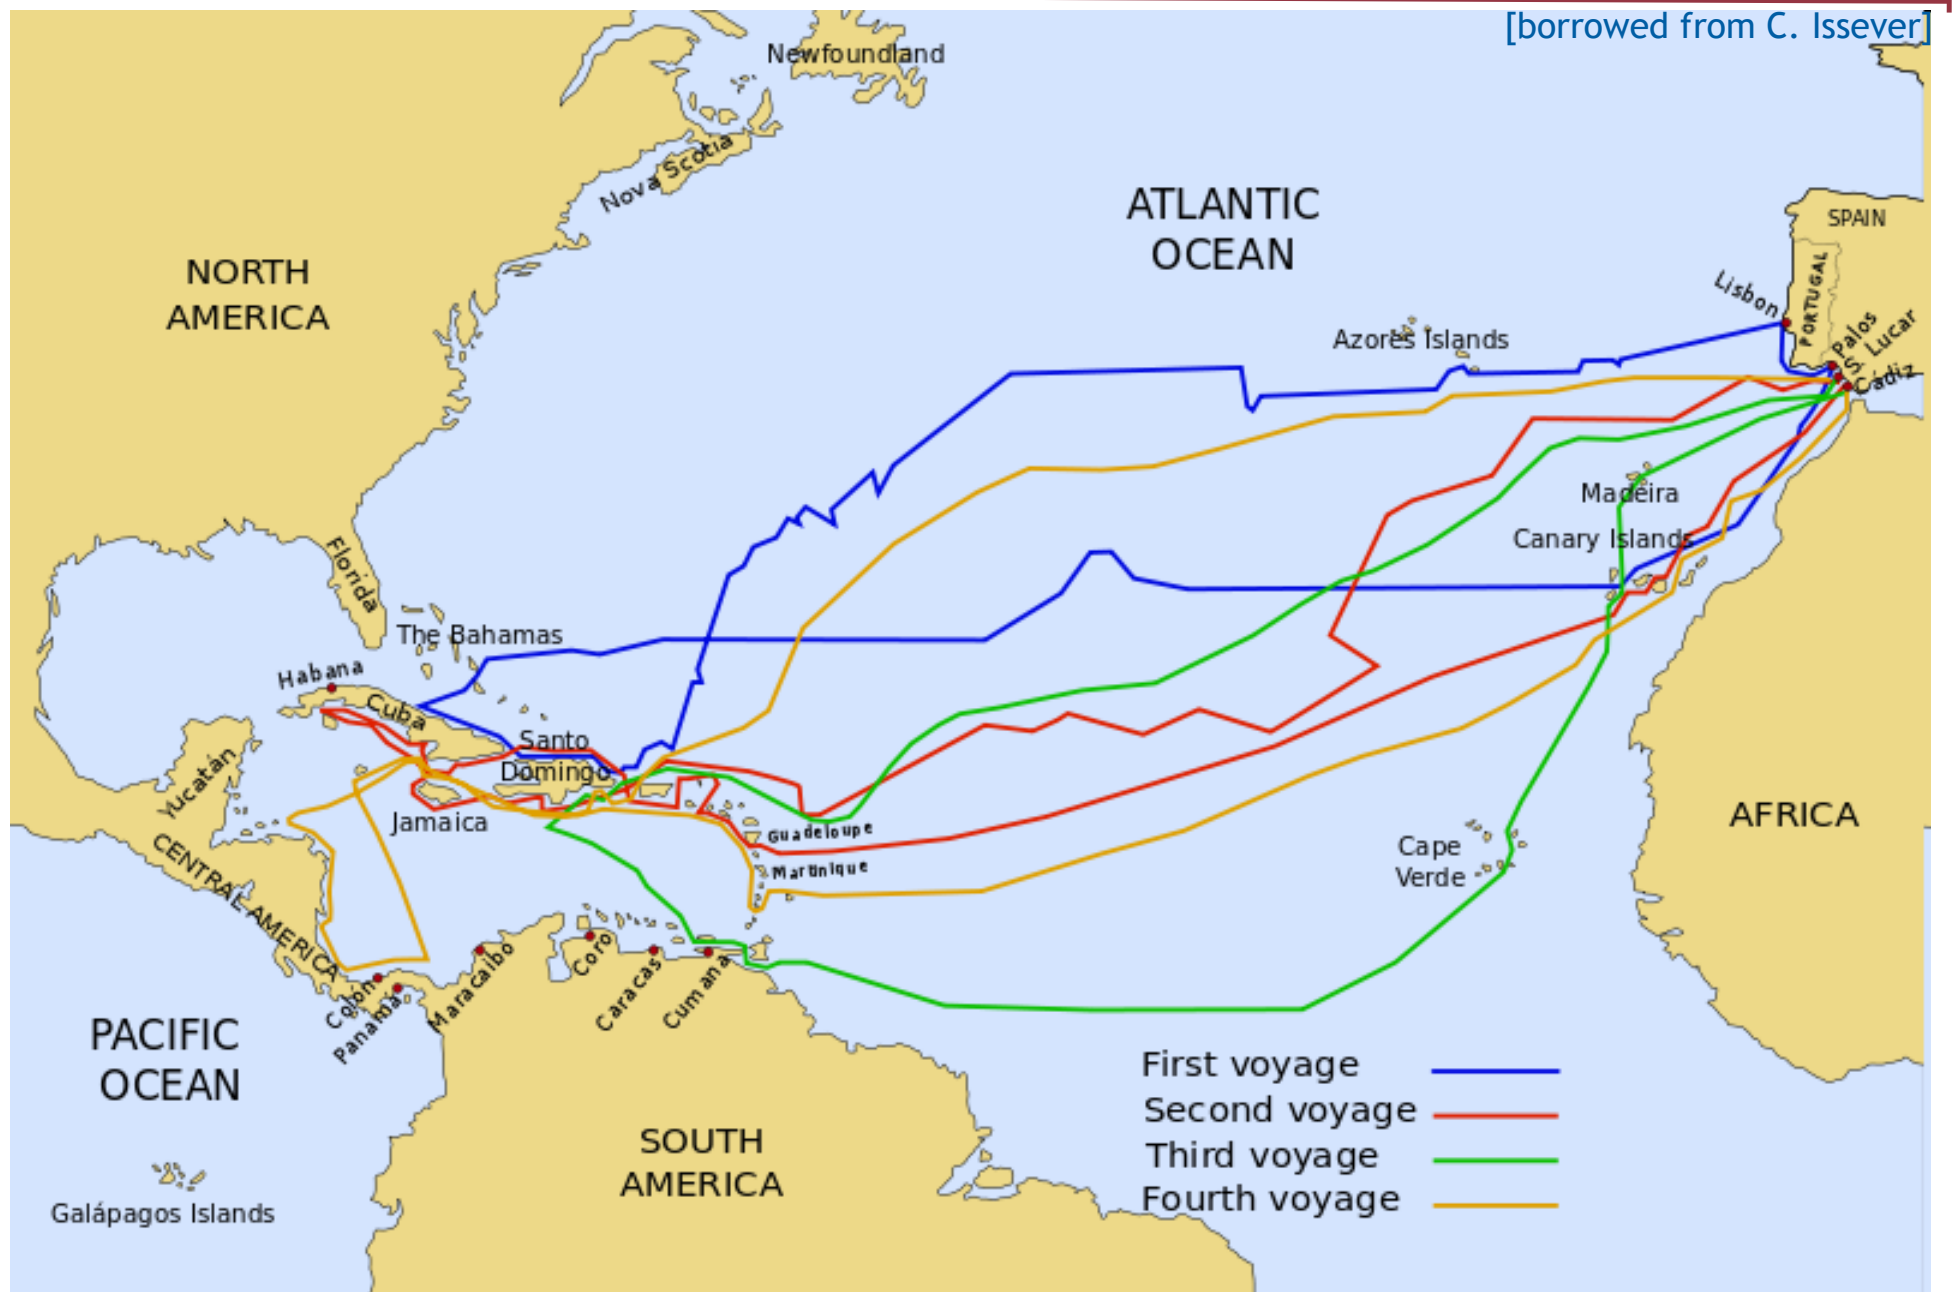 [borrowed from C. Issever]
Newfoundland
Nova Scotia
ATLANTIC
OCEAN
SPAIN
PORTUGAL
Lisbon
NORTH
AMERICA
Azores Islands
Palos
S. Lucar
Cádiz
Madeira
Canary Islands
Florida
The Bahamas
Habana
Cuba
Santo
Domingo
Yucatán
Jamaica
Guadeloupe
Martinique
CENTRAL AMERICA
Cape
Verde
AFRICA
Colón
Panamá
Maracaibo
Coro
Caracas
Cumana
PACIFIC
OCEAN
SOUTH
AMERICA
Galápagos Islands
First voyage
Second voyage
Third voyage
Fourth voyage